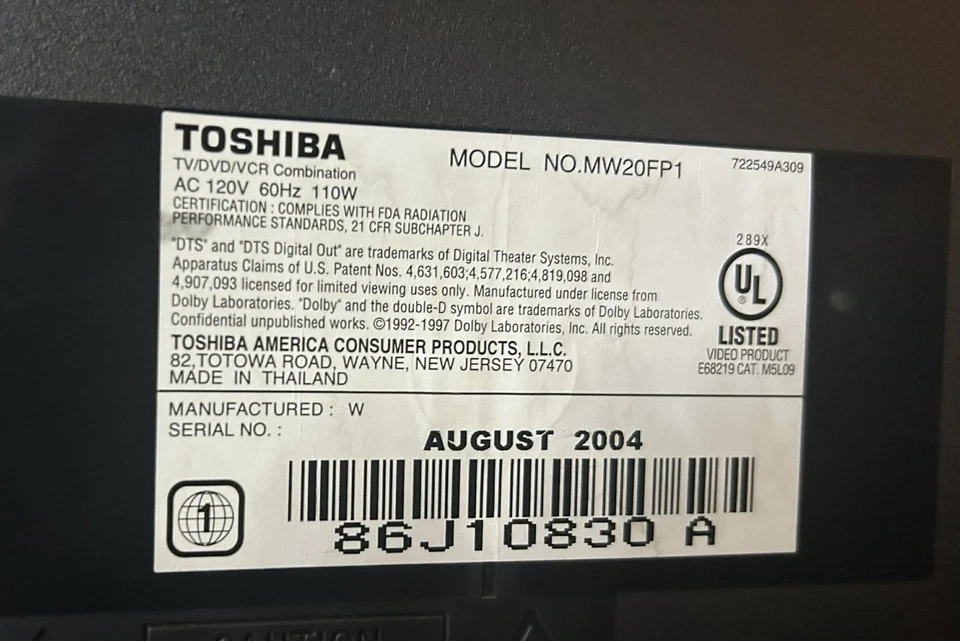 TOSHIBA
MODEL NO.MW20FP1
722549A309
TV/DVD/VCR Combination
AC 120V 60Hz 110W
CERTIFICATION : COMPLIES WITH FDA RADIATION
PERFORMANCE STANDARDS, 21 CFR SUBCHAPTER J.
"DTS" and "DTS Digital Out" are trademarks of Digital Theater Systems, Inc.
Apparatus Claims of U.S. Patent Nos. 4,631,603;4,577,216;4,819,098 and
4,907,093 licensed for limited viewing uses only. Manufactured under license from
Dolby Laboratories. "Dolby" and the double-D symbol are trademarks of Dolby Laboratories.
Confidential unpublished works. ©1992-1997 Dolby Laboratories, Inc. All rights reserved.
289X
UL
®
LISTED
VIDEO PRODUCT
E68219 CAT. M5L09
TOSHIBA AMERICA CONSUMER PRODUCTS, L.L.C.
82,TOTOWA ROAD, WAYNE, NEW JERSEY 07470
MADE IN THAILAND
MANUFACTURED : W
SERIAL NO. :
AUGUST 2004
1
86J10830 A
CAUTION